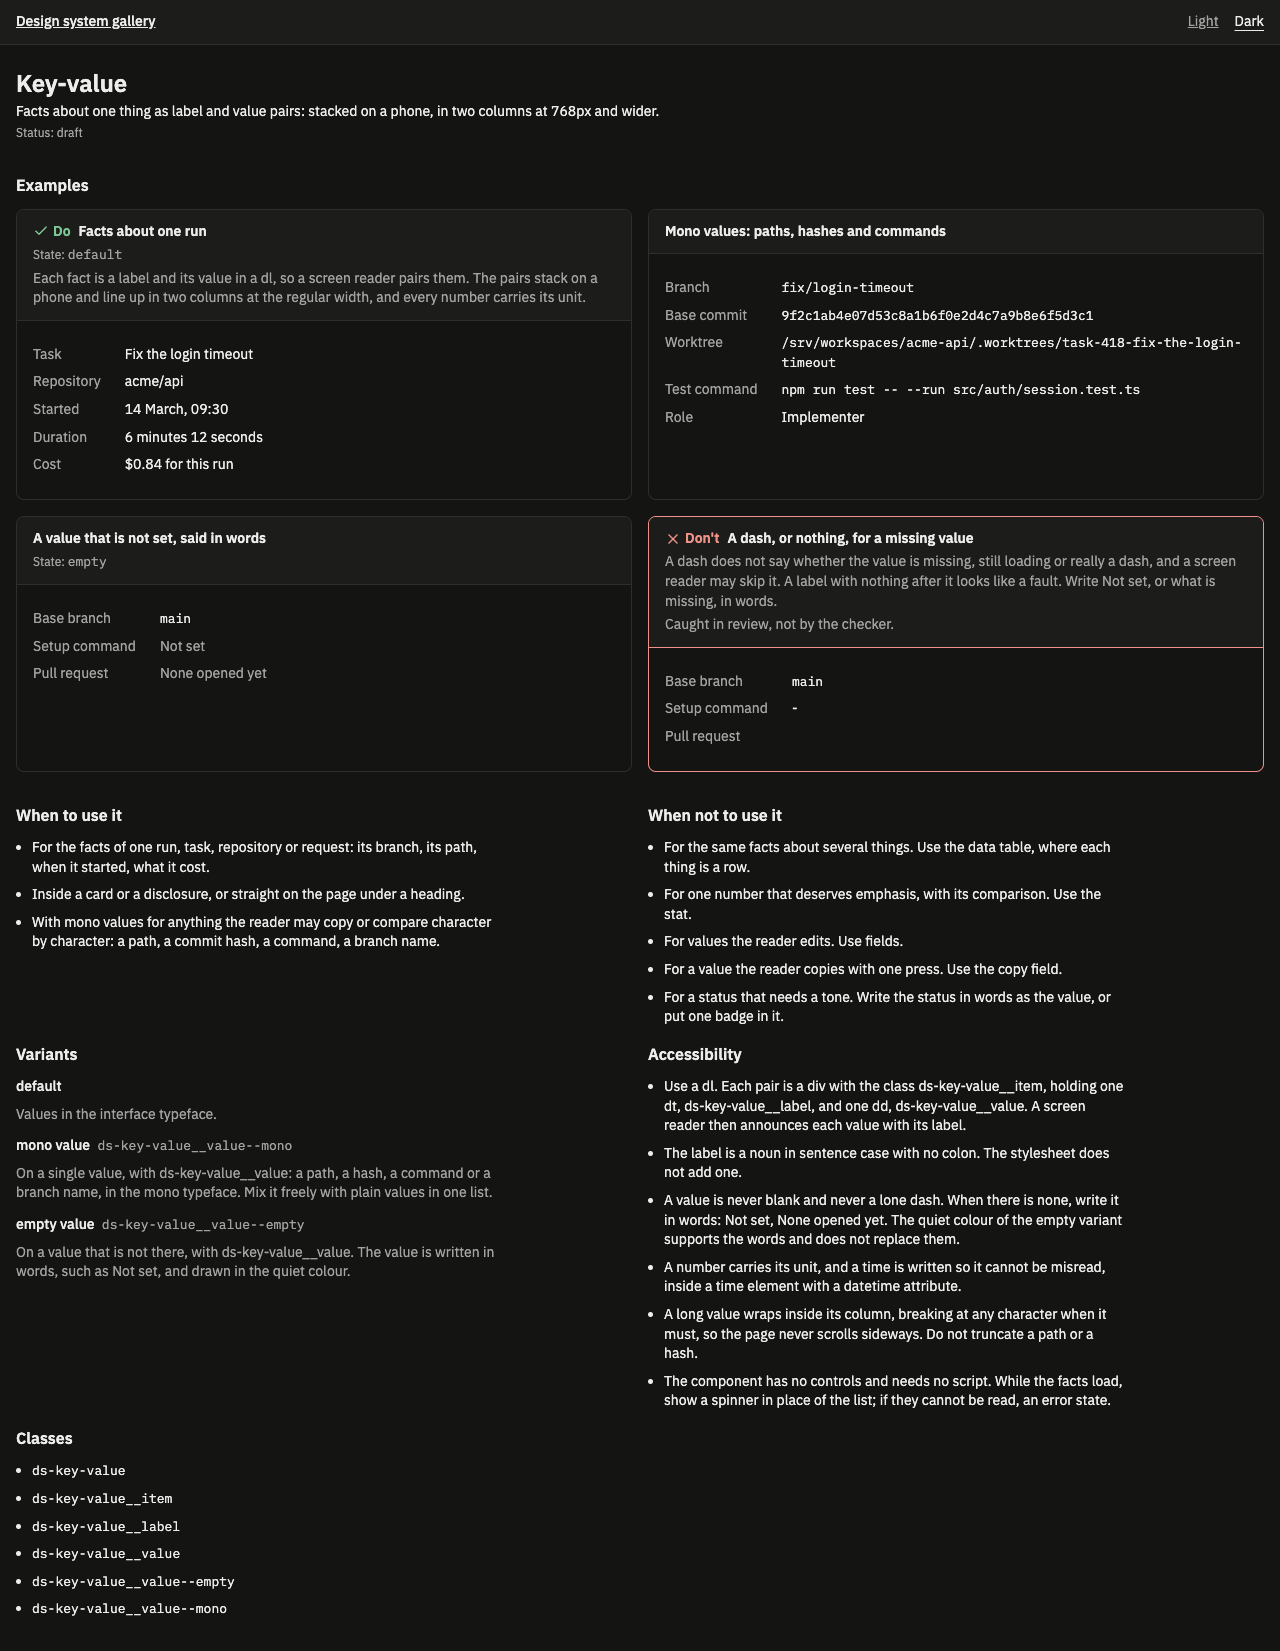 Design system gallery
Light Dark
Key-value
Facts about one thing as label and value pairs: stacked on a phone, in two columns at 768px and wider.
Status: draft
Examples
Do Facts about one run
State: default
Each fact is a label and its value in a dl, so a screen reader pairs them. The pairs stack on a
phone and line up in two columns at the regular width, and every number carries its unit.
Task Fix the login timeout
Repository acme/api
Started 14 March, 09:30
Duration 6 minutes 12 seconds
Cost $0.84 for this run
Mono values: paths, hashes and commands
Branch fix/login-timeout
Base commit 9f2c1ab4e07d53c8a1b6f0e2d4c7a9b8e6f5d3c1
Worktree /srv/workspaces/acme-api/.worktrees/task-418-fix-the-login-
timeout
Test command npm run test -- --run src/auth/session.test.ts
Role Implementer
A value that is not set, said in words
State: empty
Base branch main
Setup command Not set
Pull request None opened yet
Don't A dash, or nothing, for a missing value
A dash does not say whether the value is missing, still loading or really a dash, and a screen
reader may skip it. A label with nothing after it looks like a fault. Write Not set, or what is
missing, in words.
Caught in review, not by the checker.
Base branch main
Setup command -
Pull request
When to use it
• For the facts of one run, task, repository or request: its branch, its path,
when it started, what it cost.
• Inside a card or a disclosure, or straight on the page under a heading.
• With mono values for anything the reader may copy or compare character
by character: a path, a commit hash, a command, a branch name.
When not to use it
• For the same facts about several things. Use the data table, where each
thing is a row.
• For one number that deserves emphasis, with its comparison. Use the
stat.
• For values the reader edits. Use fields.
• For a value the reader copies with one press. Use the copy field.
• For a status that needs a tone. Write the status in words as the value, or
put one badge in it.
Variants
default
Values in the interface typeface.
mono value ds-key-value__value--mono
On a single value, with ds-key-value__value: a path, a hash, a command or a
branch name, in the mono typeface. Mix it freely with plain values in one list.
empty value ds-key-value__value--empty
On a value that is not there, with ds-key-value__value. The value is written in
words, such as Not set, and drawn in the quiet colour.
Accessibility
• Use a dl. Each pair is a div with the class ds-key-value__item, holding one
dt, ds-key-value__label, and one dd, ds-key-value__value. A screen
reader then announces each value with its label.
• The label is a noun in sentence case with no colon. The stylesheet does
not add one.
• A value is never blank and never a lone dash. When there is none, write it
in words: Not set, None opened yet. The quiet colour of the empty variant
supports the words and does not replace them.
• A number carries its unit, and a time is written so it cannot be misread,
inside a time element with a datetime attribute.
• A long value wraps inside its column, breaking at any character when it
must, so the page never scrolls sideways. Do not truncate a path or a
hash.
• The component has no controls and needs no script. While the facts load,
show a spinner in place of the list; if they cannot be read, an error state.
Classes
• ds-key-value
• ds-key-value__item
• ds-key-value__label
• ds-key-value__value
• ds-key-value__value--empty
• ds-key-value__value--mono